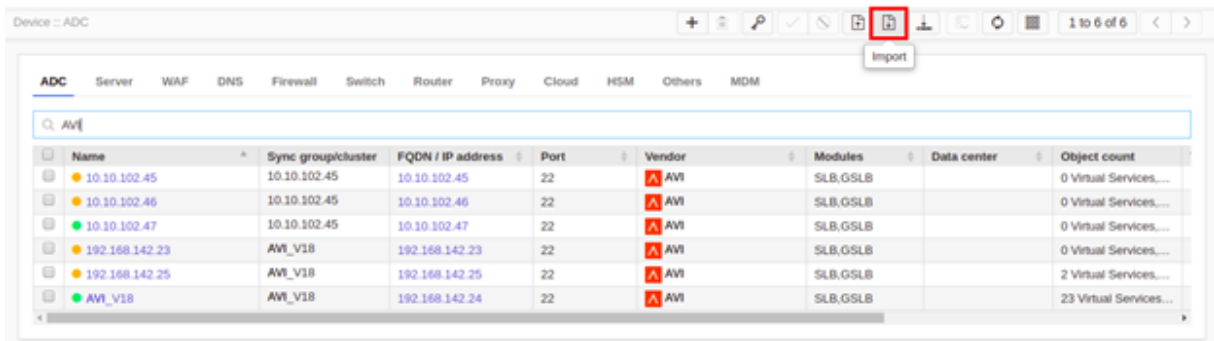 Device :: ADC 1 to 6 of 6
Import
ADC Server WAF DNS Firewall Switch Router Proxy Cloud HSM Others MDM
AVI
Name Sync group/cluster FQDN / IP address Port Vendor Modules Data center Object count
10.10.102.45 10.10.102.45 10.10.102.45 22 AVI SLB,GSLB 0 Virtual Services,...
10.10.102.46 10.10.102.45 10.10.102.46 22 AVI SLB,GSLB 0 Virtual Services,...
10.10.102.47 10.10.102.45 10.10.102.47 22 AVI SLB,GSLB 0 Virtual Services,...
192.168.142.23 AVI_V18 192.168.142.23 22 AVI SLB,GSLB 0 Virtual Services,...
192.168.142.25 AVI_V18 192.168.142.25 22 AVI SLB,GSLB 2 Virtual Services,...
AVI_V18 AVI_V18 192.168.142.24 22 AVI SLB,GSLB 23 Virtual Services...